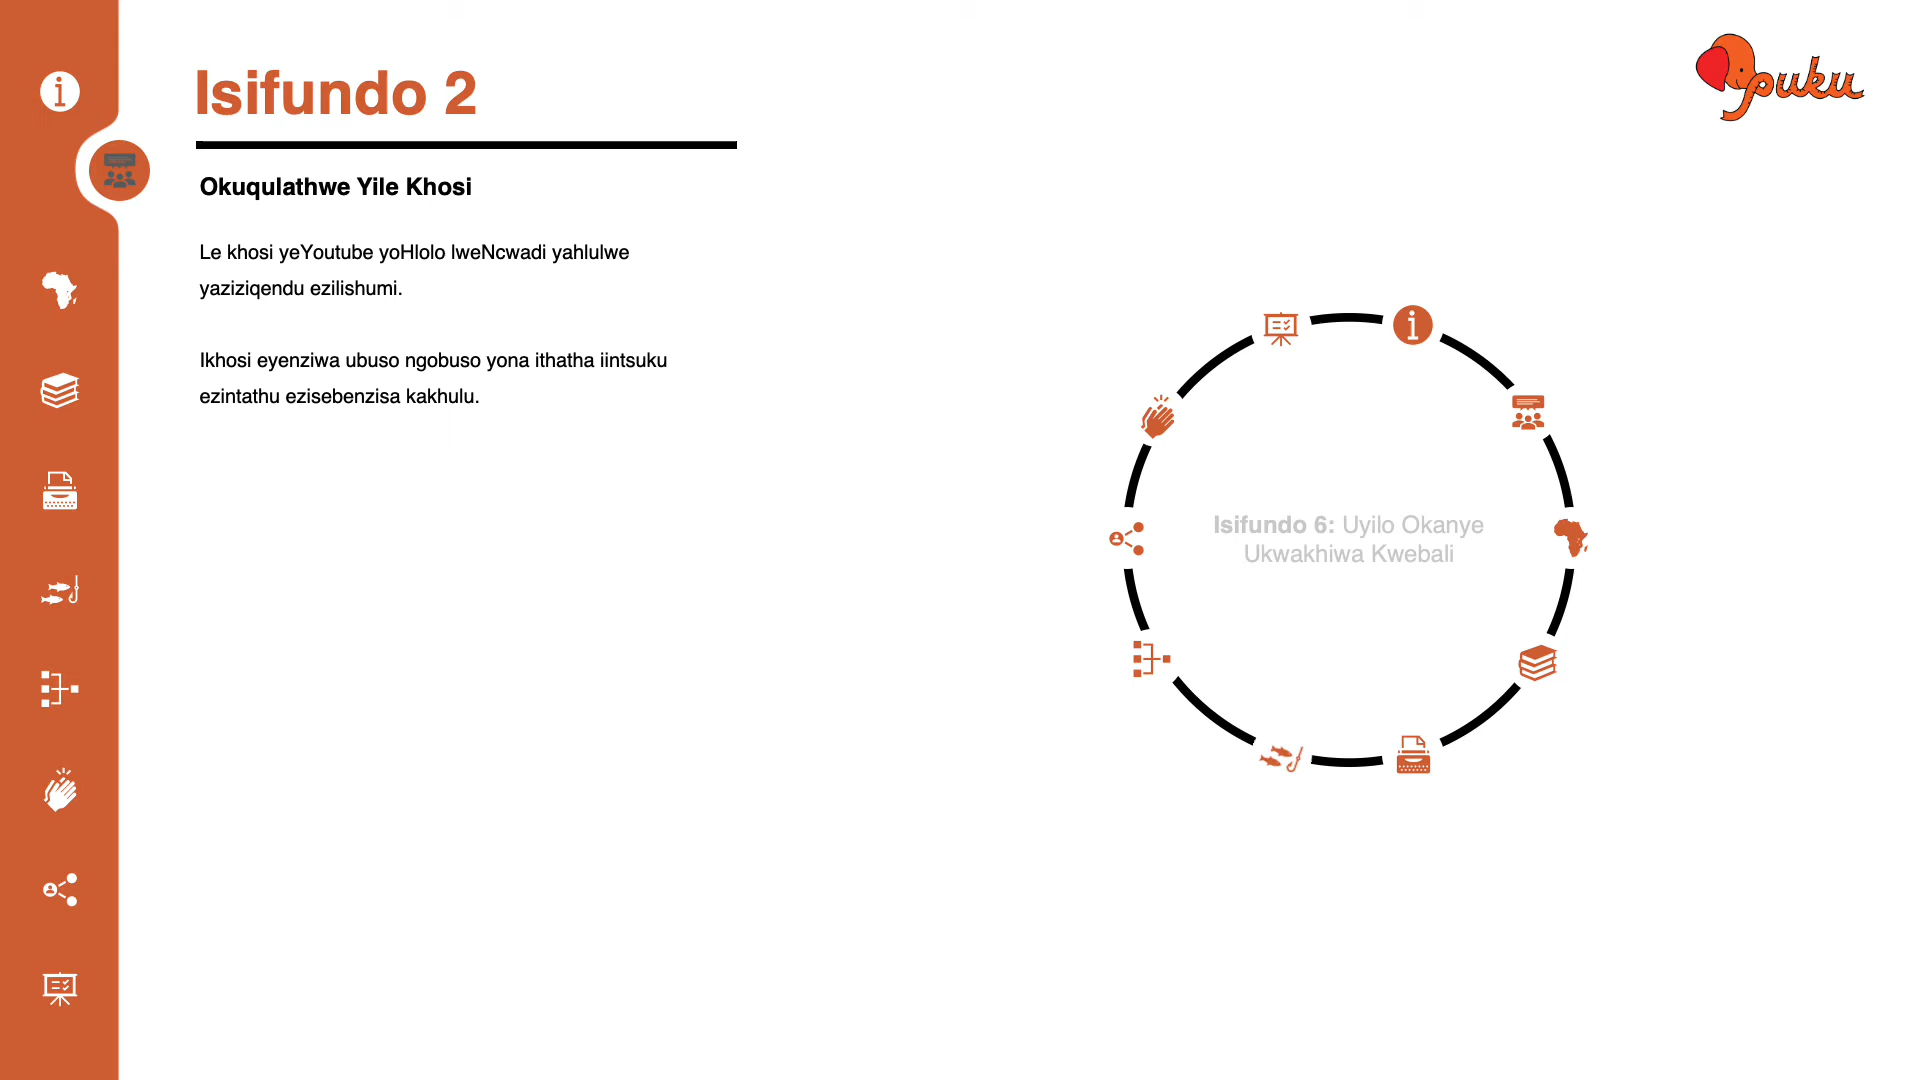 Isifundo 2
puku
Okuqulathwe Yile Khosi
Le khosi yeYoutube yoHlolo lweNcwadi yahlulwe
yaziziqendu ezilishumi.
Ikhosi eyenziwa ubuso ngobuso yona ithatha iintsuku
ezintathu ezisebenzisa kakhulu.
Isifundo 6: Uyilo Okanye
Ukwakhiwa Kwebali